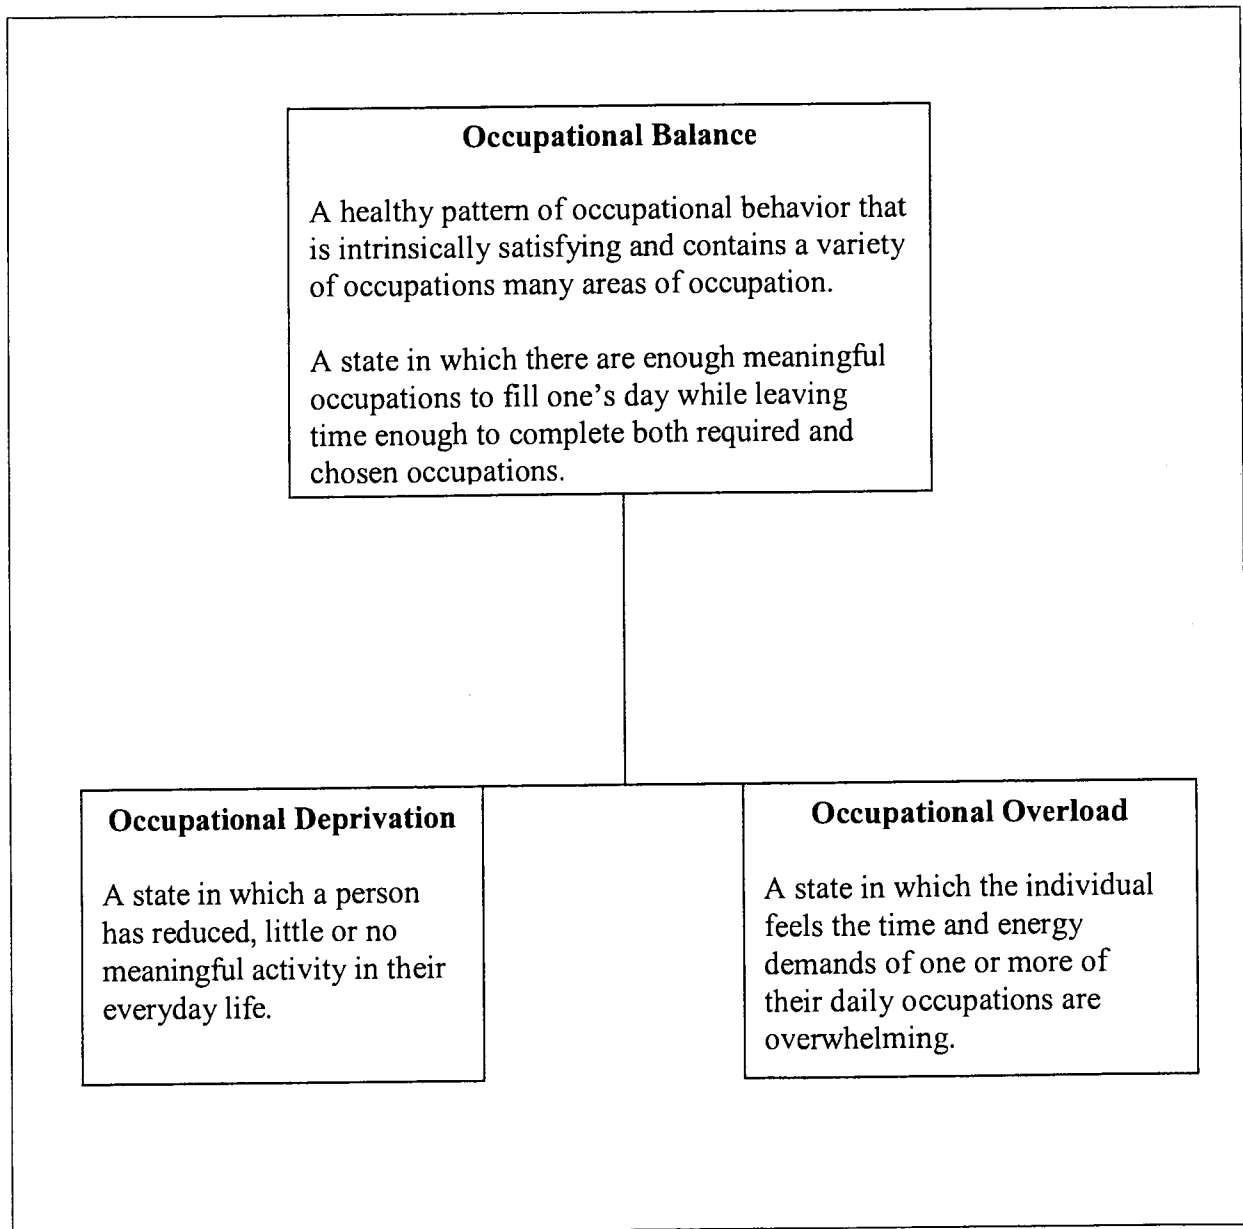 Occupational Balance
A healthy pattern of occupational behavior that
is intrinsically satisfying and contains a variety
of occupations many areas of occupation.
A state in which there are enough meaningful
occupations to fill one's day while leaving
time enough to complete both required and
chosen occupations.
Occupational Deprivation
A state in which a person
has reduced, little or no
meaningful activity in their
everyday life.
Occupational Overload
A state in which the individual
feels the time and energy
demands of one or more of
their daily occupations are
overwhelming.